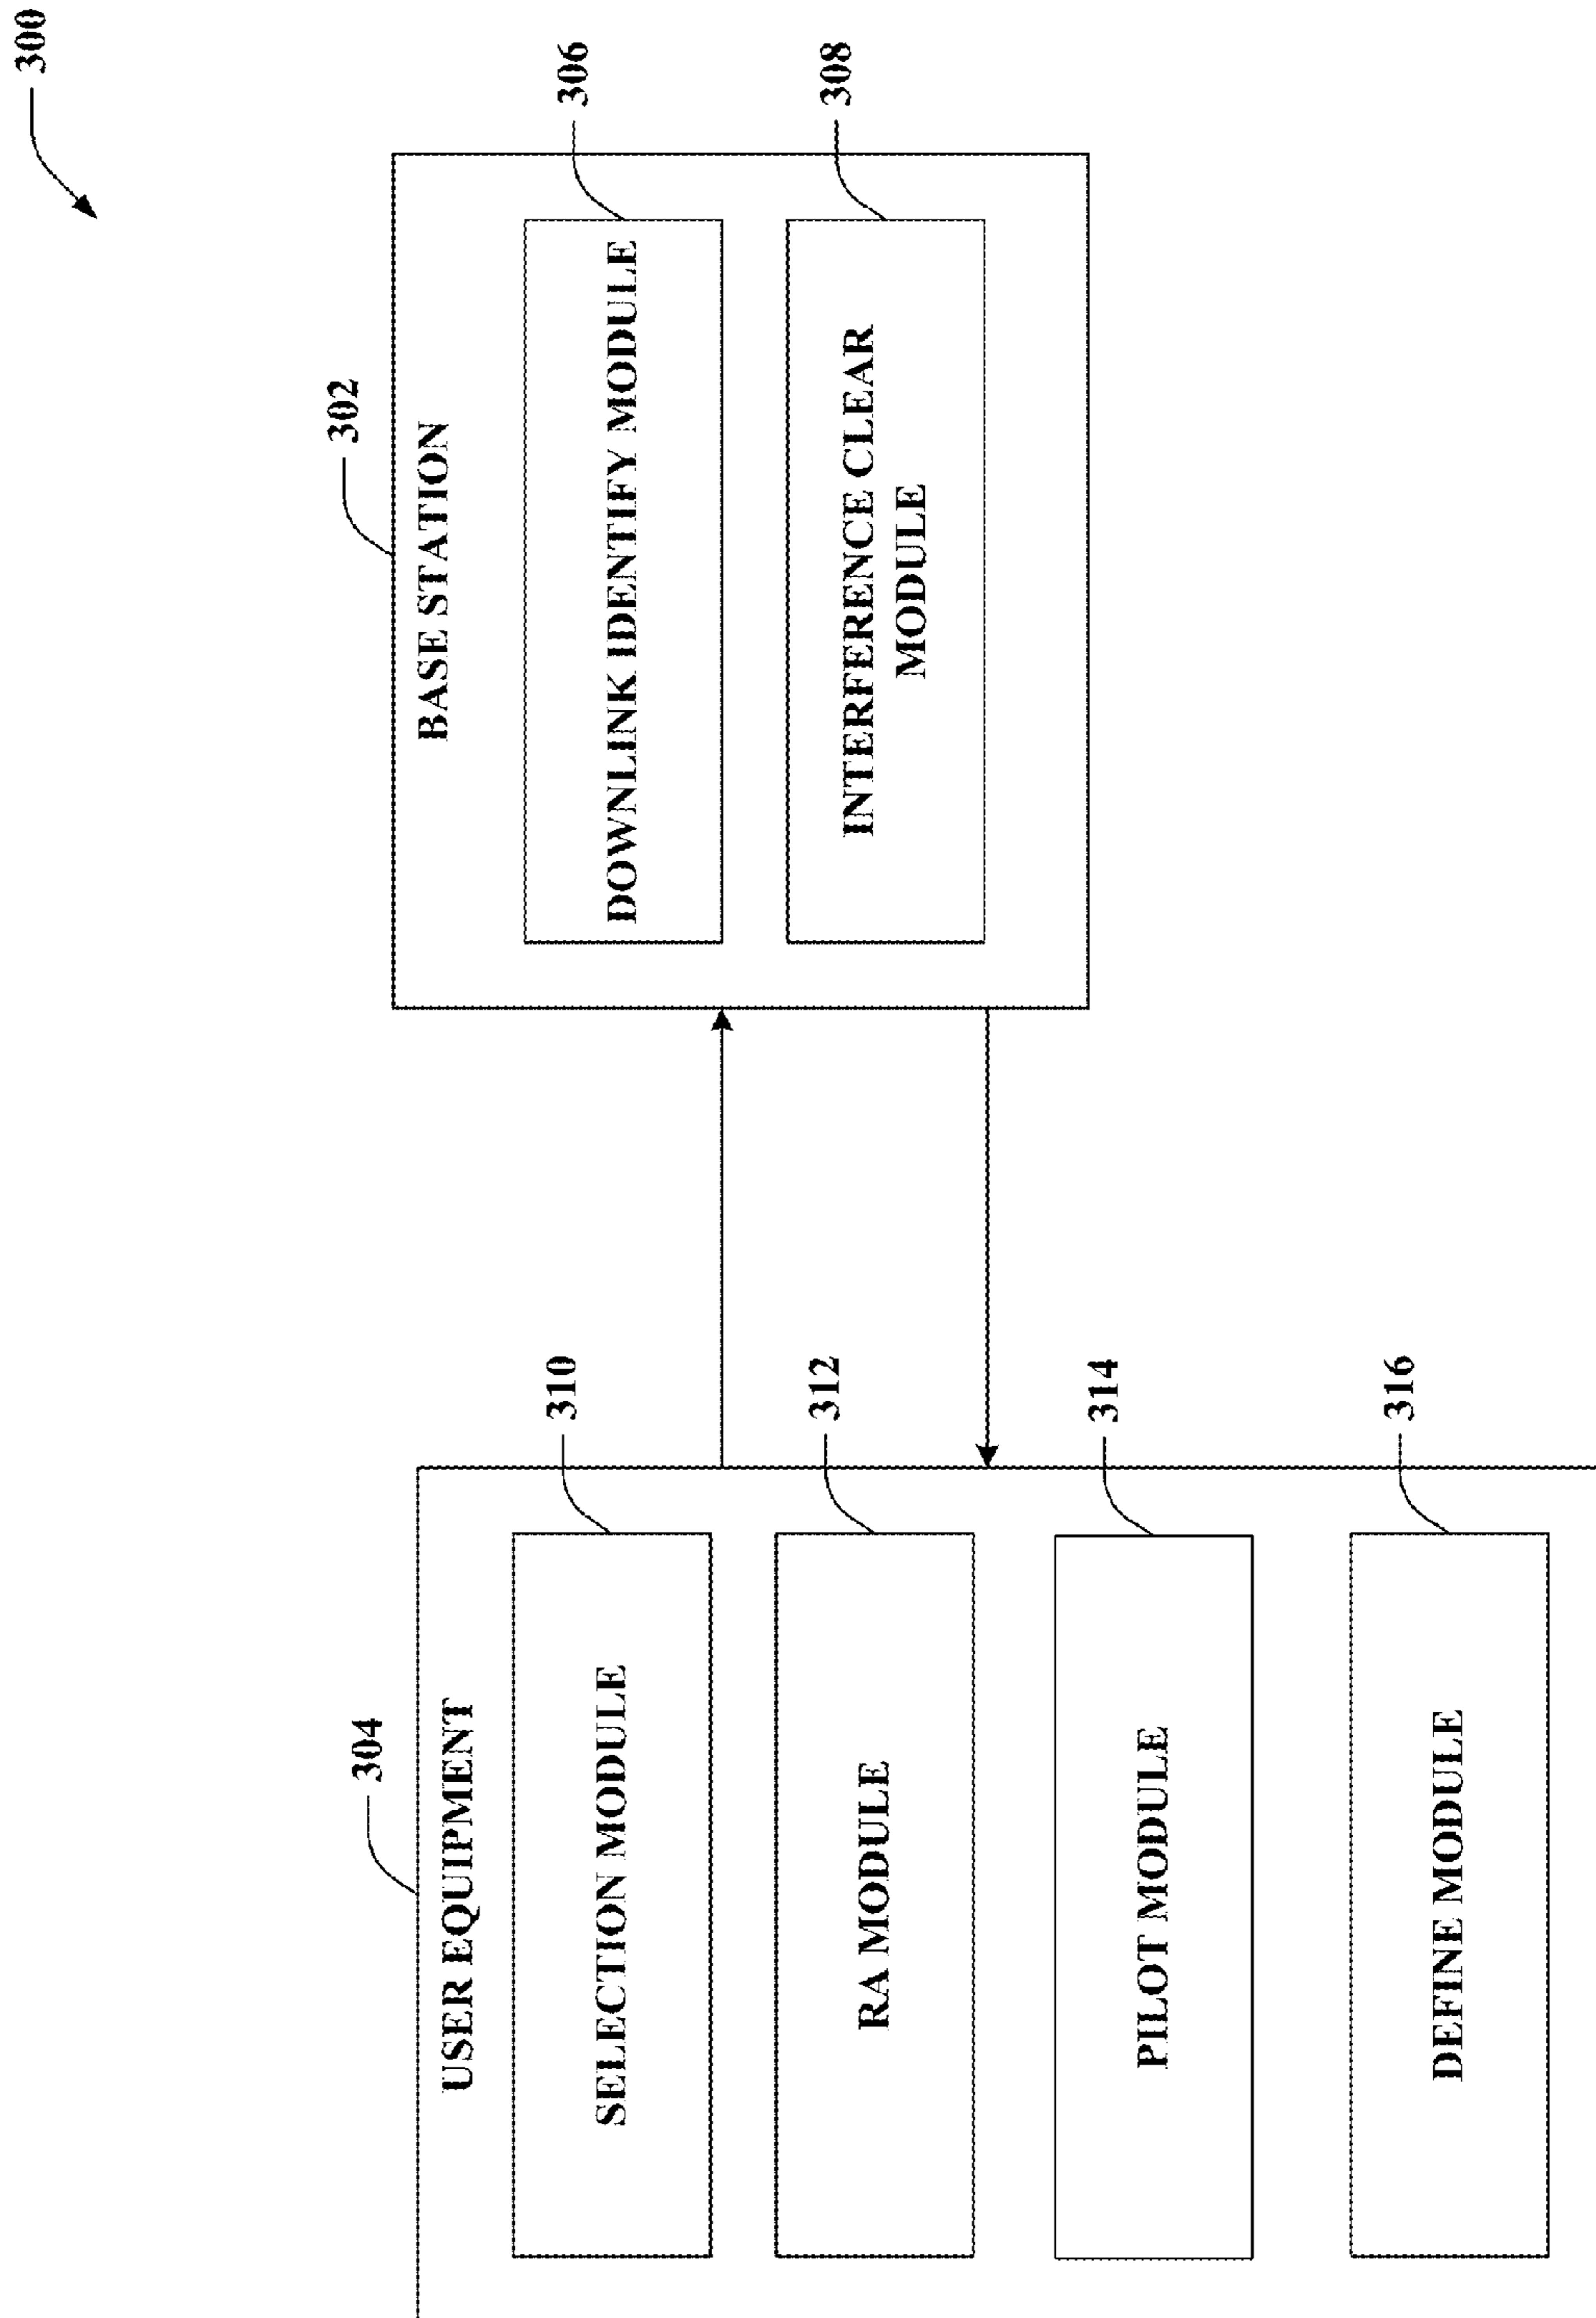 300
302
BASE STATION
306
DOWNLINK IDENTIFY MODULE
308
INTERFERENCE CLEAR
MODULE
304
USER EQUIPMENT
310
SELECTION MODULE
312
RA MODULE
314
PILOT MODULE
316
DEFINE MODULE